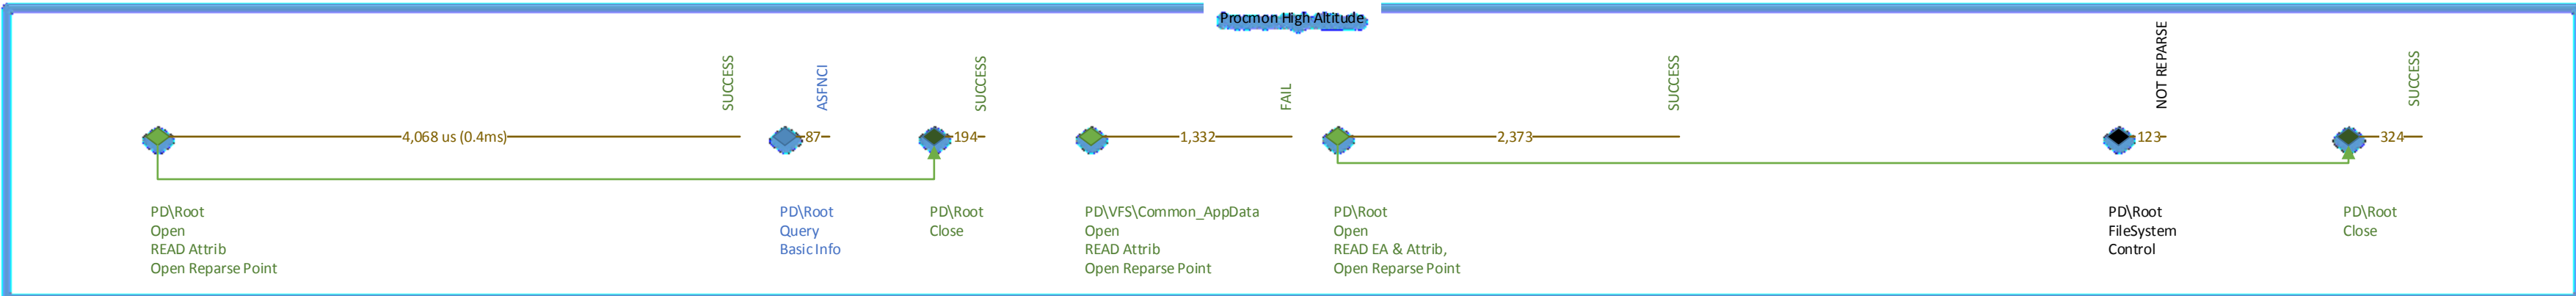 Procmon High Altitude
SUCCESS
ASFNCI
SUCCESS
FAIL
SUCCESS
NOT REPARSE
SUCCESS
4,068 us (0.4ms)
87
194
1,332
2,373
123
324
PD\Root
Open
READ Attrib
Open Reparse Point
PD\Root
Query
Basic Info
PD\Root
Close
PD\VFS\Common_AppData
Open
READ Attrib
Open Reparse Point
PD\Root
Open
READ EA & Attrib,
Open Reparse Point
PD\Root
FileSystem
Control
PD\Root
Close